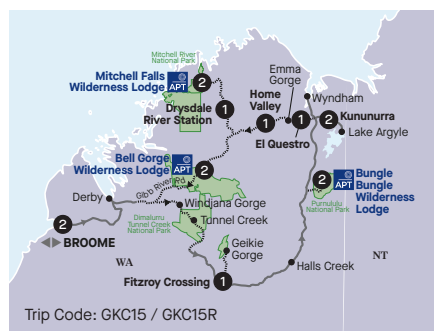 Mitchell River
National Park
Mitchell Falls
Wilderness Lodge
APT
2
Drysdale
River Station
1
Emma
Gorge
Home
Valley
Wyndham
1
1
2
Kununurra
El Questro
Lake Argyle
Bell Gorge
Wilderness Lodge
APT
2
2
APT
Bungle
Bungle
Wilderness
Lodge
Purnululu
National Park
Gibb River Rd
Derby
Windjana Gorge
Tunnel Creek
Dimalurru
Tunnel Creek
National Park
2
BROOME
Geikie
Gorge
WA
NT
Halls Creek
Fitzroy Crossing
1
Trip Code: GKC15 / GKC15R